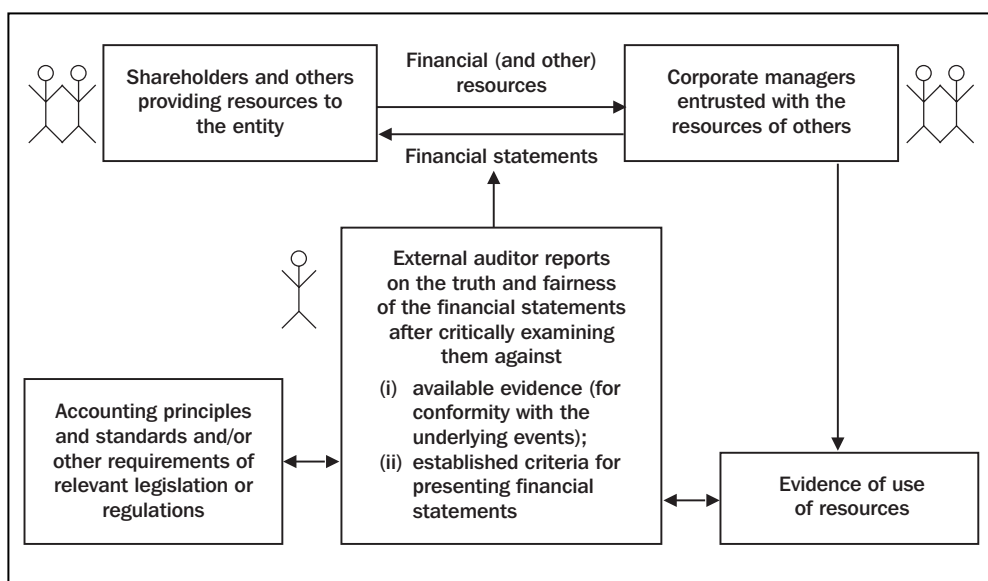 Shareholders and others
providing resources to
the entity
Financial (and other)
resources
Corporate managers
entrusted with the
resources of others
Financial statements
External auditor reports
on the truth and fairness
of the financial statements
after critically examining
them against
(i) available evidence (for
conformity with the
underlying events);
(ii) established criteria for
presenting financial
statements
Accounting principles
and standards and/or
other requirements of
relevant legislation or
regulations
Evidence of use
of resources